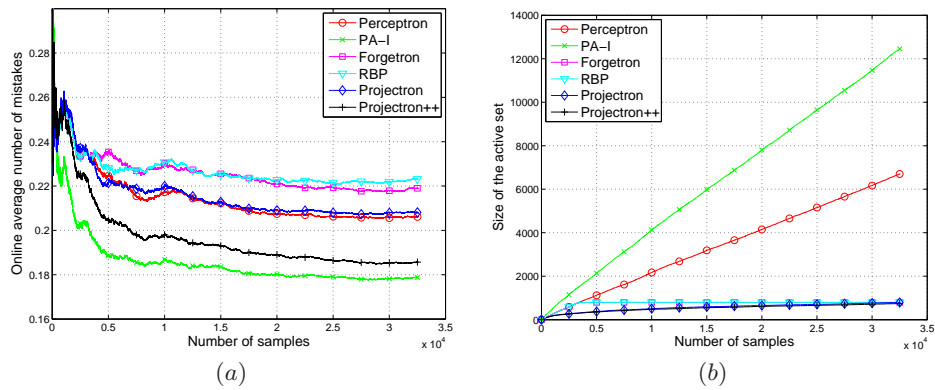 0.28
0.26
0.24
0.22
0.2
0.18
0.16
Online average number of mistakes
0 0.5 1 1.5 2 2.5 3 3.5
x 10^4
Number of samples
Perceptron
PA−I
Forgetron
RBP
Projectron
Projectron++
(a)
14000
12000
10000
8000
6000
4000
2000
0
Size of the active set
0 0.5 1 1.5 2 2.5 3 3.5
x 10^4
Number of samples
Perceptron
PA−I
Forgetron
RBP
Projectron
Projectron++
(b)